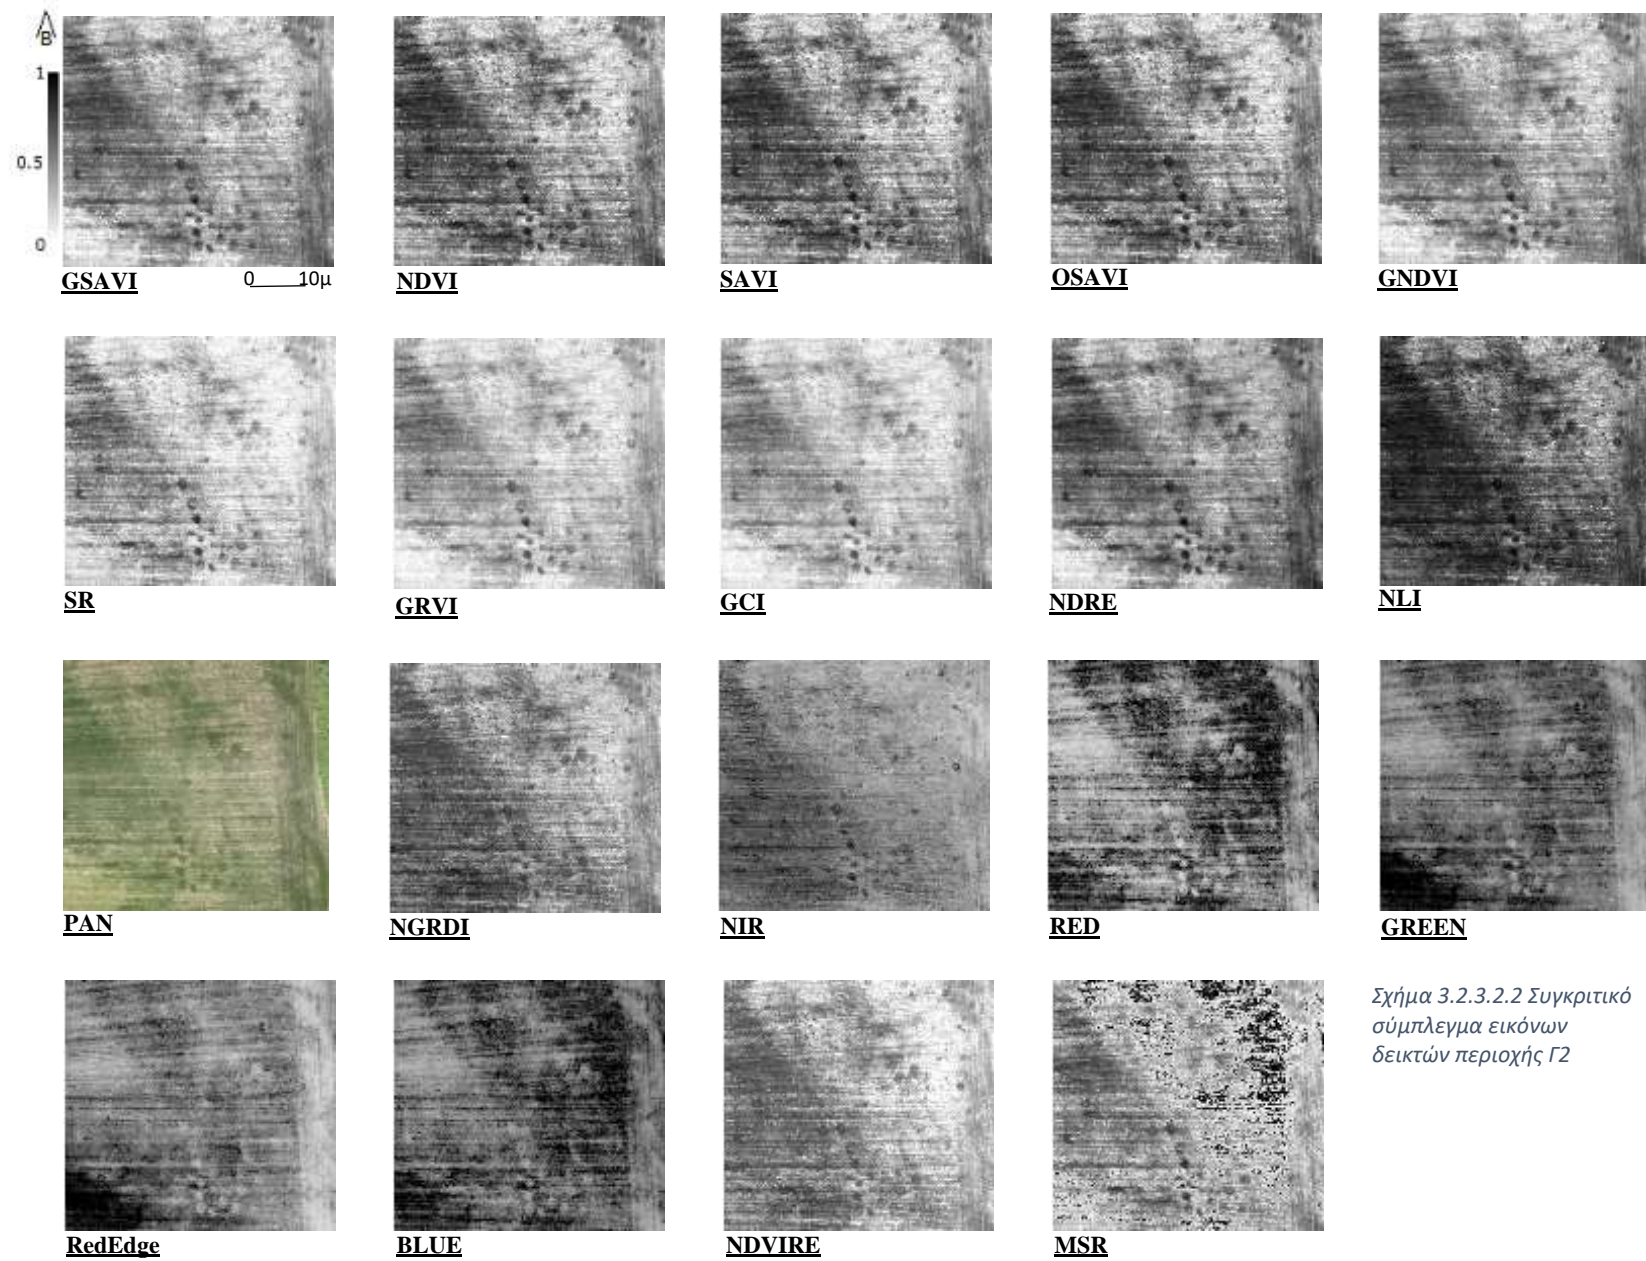 B
1
0.5
0
GSAVI
0 10μ
NDVI
SAVI
OSAVI
GNDVI
SR
GRVI
GCI
NDRE
NLI
PAN
NGRDI
NIR
RED
GREEN
Σχήμα 3.2.3.2.2 Συγκριτικό
σύμπλεγμα εικόνων
δεικτών περιοχής Γ2
RedEdge
BLUE
NDVIRE
MSR